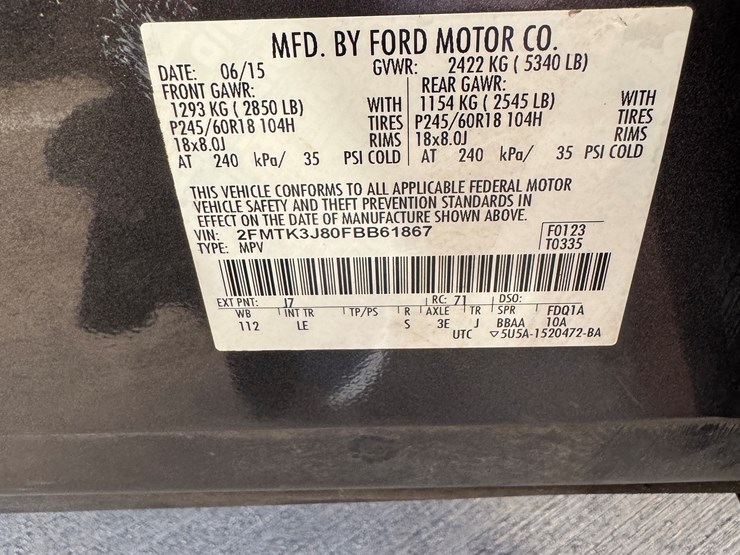 MFD. BY FORD MOTOR CO.
DATE: 06/15 GVWR: 2422 KG ( 5340 LB)
FRONT GAWR: REAR GAWR:
1293 KG ( 2850 LB) WITH 1154 KG ( 2545 LB) WITH
P245/60R18 104H TIRES P245/60R18 104H TIRES
18x8.0J RIMS 18x8.0J RIMS
AT 240 kPa/ 35 PSI COLD AT 240 kPa/ 35 PSI COLD
THIS VEHICLE CONFORMS TO ALL APPLICABLE FEDERAL MOTOR
VEHICLE SAFETY AND THEFT PREVENTION STANDARDS IN
EFFECT ON THE DATE OF MANUFACTURE SHOWN ABOVE.
VIN: 2FMTK3J80FBB61867 F0123
TYPE: MPV T0335
EXT PNT: J7 RC: 71 DSO:
WB INT TR TP/PS R AXLE TR SPR FDQ1A
112 LE S 3E J BBAA 10A
UTC ▽5U5A-1520472-BA